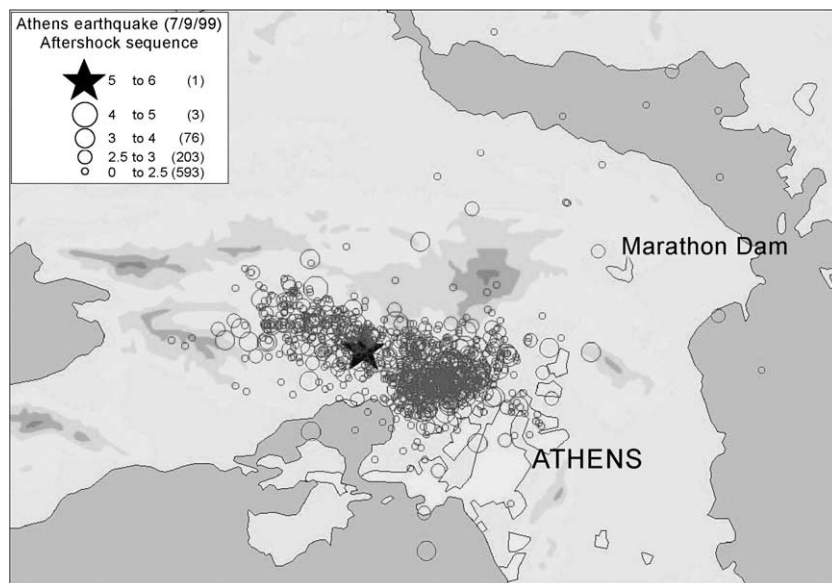 Athens earthquake (7/9/99)
Aftershock sequence
5 to 6 (1)
4 to 5 (3)
3 to 4 (76)
2.5 to 3 (203)
0 to 2.5 (593)
Marathon Dam
ATHENS